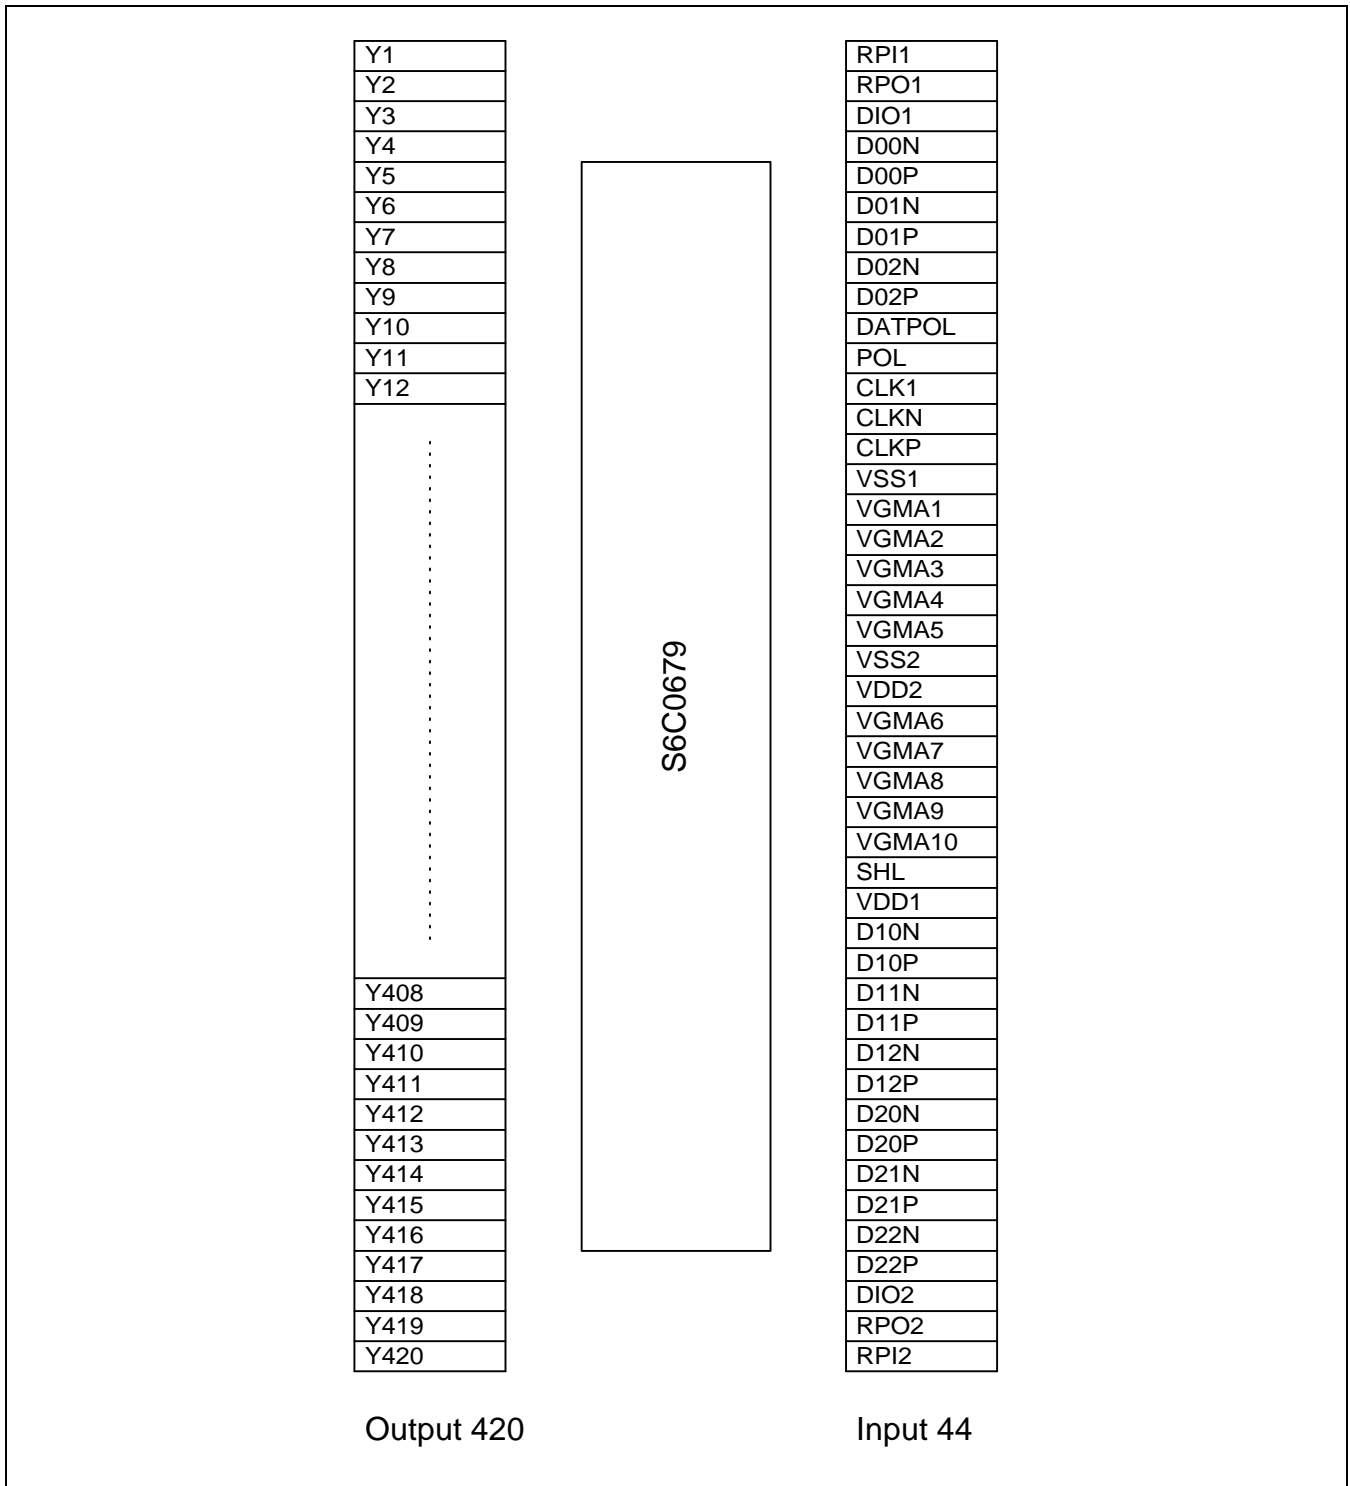 Y1
Y2
Y3
Y4
Y5
Y6
Y7
Y8
Y9
Y10
Y11
Y12
Y408
Y409
Y410
Y411
Y412
Y413
Y414
Y415
Y416
Y417
Y418
Y419
Y420
Output 420
S6C0679
RPI1
RPO1
DIO1
D00N
D00P
D01N
D01P
D02N
D02P
DATPOL
POL
CLK1
CLKN
CLKP
VSS1
VGMA1
VGMA2
VGMA3
VGMA4
VGMA5
VSS2
VDD2
VGMA6
VGMA7
VGMA8
VGMA9
VGMA10
SHL
VDD1
D10N
D10P
D11N
D11P
D12N
D12P
D20N
D20P
D21N
D21P
D22N
D22P
DIO2
RPO2
RPI2
Input 44